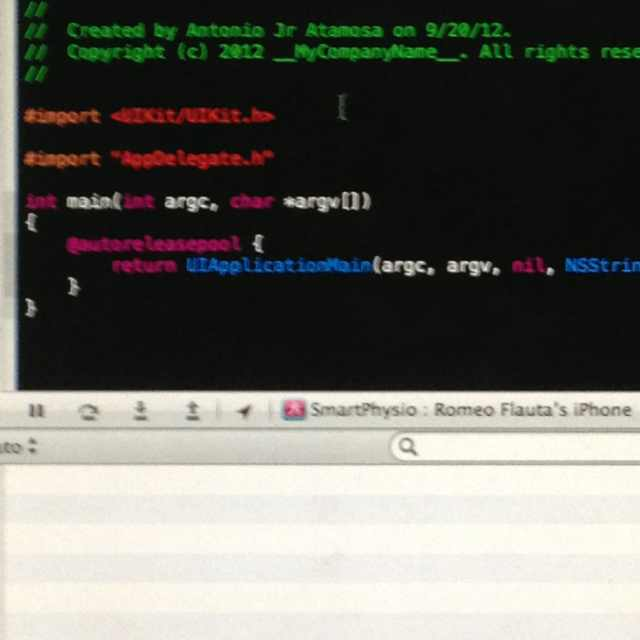 //
// Created by Antonio Jr Atamosa on 9/20/12.
// Copyright (c) 2012 __MyCompanyName__. All rights rese
//
#import <UIKit/UIKit.h>
#import "AppDelegate.h"
int main(int argc, char *argv[])
{
@autoreleasepool {
return UIApplicationMain(argc, argv, nil, NSStrin
}
}
SmartPhysio : Romeo Flauta's iPhone
uto